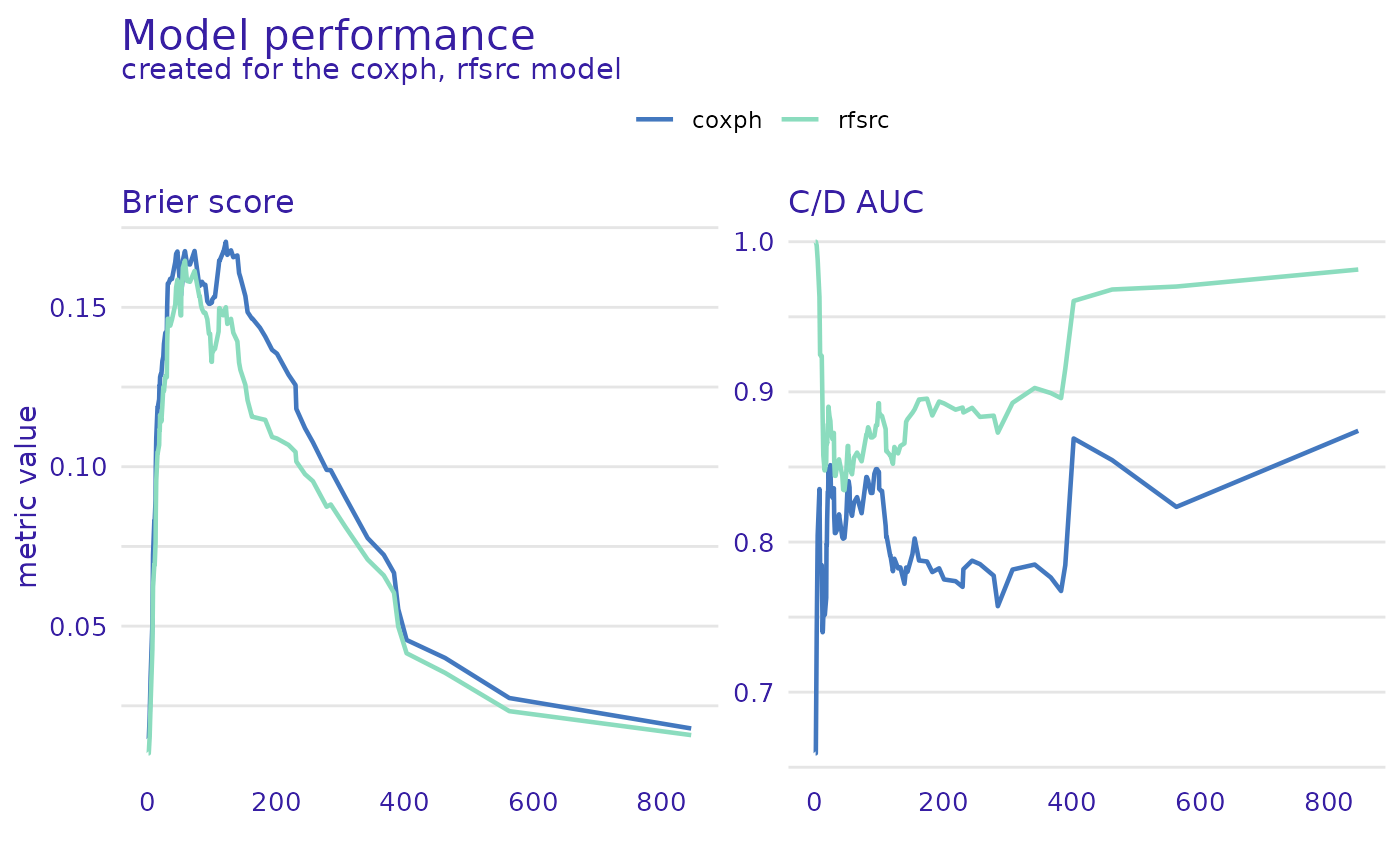 Model performance
created for the coxph, rfsrc model
coxph rfsrc
Brier score
C/D AUC
metric value
0.15
0.10
0.05
0 200 400 600 800
1.0
0.9
0.8
0.7
0 200 400 600 800